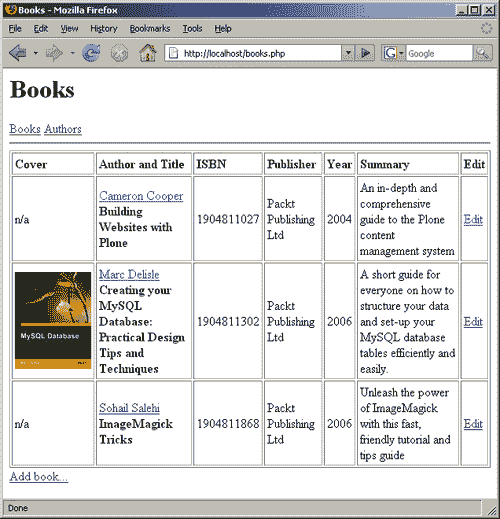 Books - Mozilla Firefox
File Edit View History Bookmarks Tools Help
http://localhost/books.php
Google
Books
Books Authors
Cover Author and Title ISBN Publisher Year Summary Edit
n/a
Cameron Cooper
Building
Websites with
Plone
1904811027
Packt
Publishing
Ltd
2004
An in-depth and
comprehensive
guide to the Plone
content
management system
Edit
MySQL Database
Marc Delisle
Creating your
MySQL
Database:
Practical Design
Tips and
Techniques
1904811302
Packt
Publishing
Ltd
2006
A short guide for
everyone on how to
structure your data
and set-up your
MySQL database
tables efficiently and
easily.
Edit
n/a
Sohail Salehi
ImageMagick
Tricks
1904811868
Packt
Publishing
Ltd
2006
Unleash the power
of ImageMagick
with this fast,
friendly tutorial and
tips guide
Edit
Add book...
Done